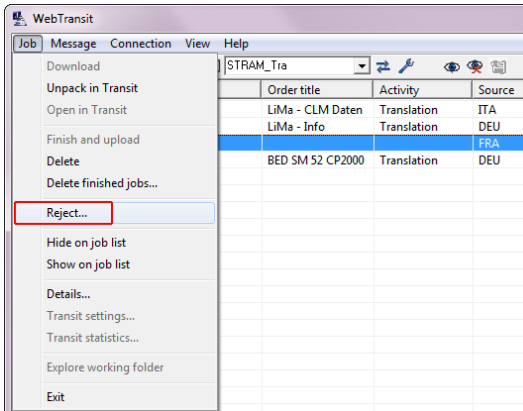 WebTransit
Job Message Connection View Help
Download
Unpack in Transit
Open in Transit
Finish and upload
Delete
Delete finished jobs...
Reject...
Hide on job list
Show on job list
Details...
Transit settings...
Transit statistics...
Explore working folder
Exit
STRAM_Tra
Order title Activity Source
LiMa - CLM Daten Translation ITA
LiMa - Info Translation DEU
FRA
BED SM 52 CP2000 Translation DEU